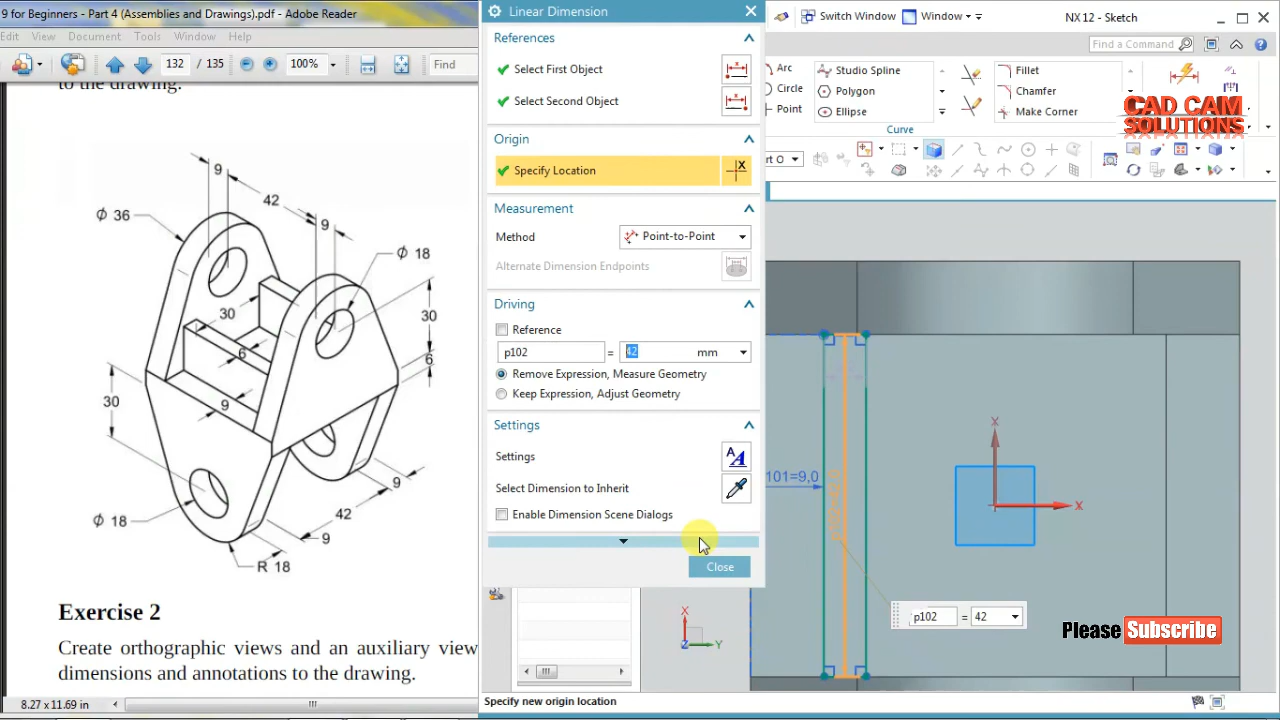 9 for Beginners - Part 4 (Assemblies and Drawings).pdf - Adobe Reader
Edit View Document Tools Window Help
132 / 135 100% Find
to the drawing.
9
42
Φ 36
9
Φ 18
30
30
6
6
30
9
9
42
Φ 18
9
R 18
Exercise 2
Create orthographic views and an auxiliary view
dimensions and annotations to the drawing.
8.27 x 11.69 in
Linear Dimension
References
Select First Object
Select Second Object
Origin
Specify Location
Measurement
Method Point-to-Point
Alternate Dimension Endpoints
Driving
Reference
p102 = 42 mm
Remove Expression, Measure Geometry
Keep Expression, Adjust Geometry
Settings
Settings
Select Dimension to Inherit
Enable Dimension Scene Dialogs
Close
Switch Window Window NX 12 - Sketch
Find a Command
Arc Studio Spline Fillet
Circle Polygon Chamfer
Point Ellipse Make Corner
Curve
CAD CAM
SOLUTIONS
art O
101=9,0
X
X
p102 = 42
X
Z Y
Please Subscribe
Specify new origin location